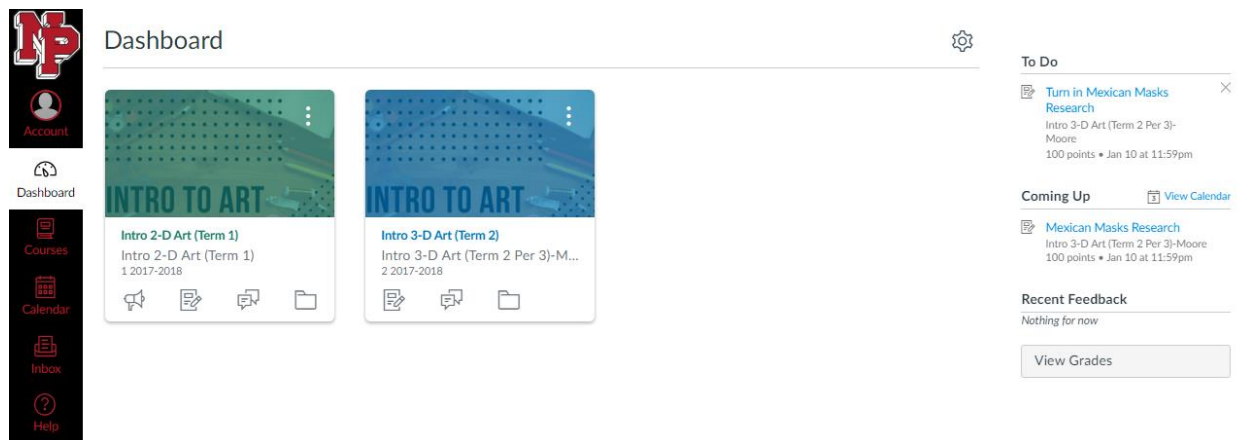 NP
Account
Dashboard
Courses
Calendar
Inbox
Help
Dashboard
INTRO TO ART
Intro 2-D Art (Term 1)
Intro 2-D Art (Term 1)
1 2017-2018
INTRO TO ART
Intro 3-D Art (Term 2)
Intro 3-D Art (Term 2 Per 3)-M...
2 2017-2018
To Do
Turn in Mexican Masks
Research
Intro 3-D Art (Term 2 Per 3)-
Moore
100 points • Jan 10 at 11:59pm
Coming Up
3 View Calendar
Mexican Masks Research
Intro 3-D Art (Term 2 Per 3)-Moore
100 points • Jan 10 at 11:59pm
Recent Feedback
Nothing for now
View Grades